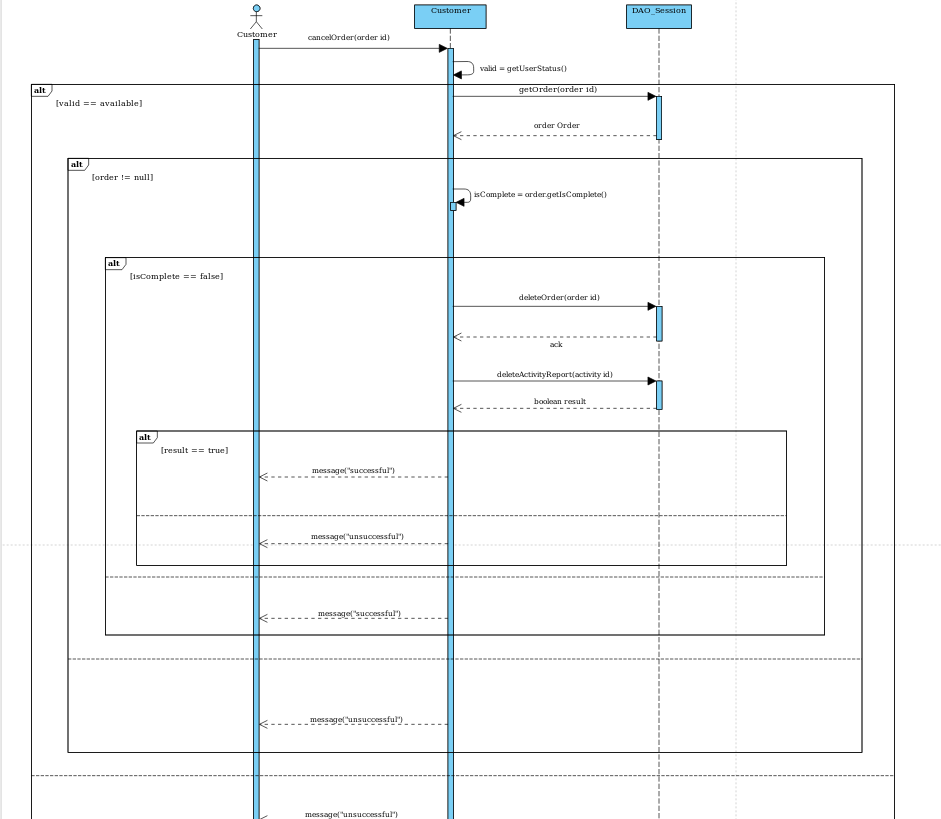 Customer
Customer
DAO_Session
cancelOrder(order id)
valid = getUserStatus()
alt
[valid == available]
getOrder(order id)
order Order
alt
[order != null]
isComplete = order.getIsComplete()
alt
[isComplete == false]
deleteOrder(order id)
ack
deleteActivityReport(activity id)
boolean result
alt
[result == true]
message("successful")
message("unsuccessful")
message("successful")
message("unsuccessful")
message("unsuccessful")